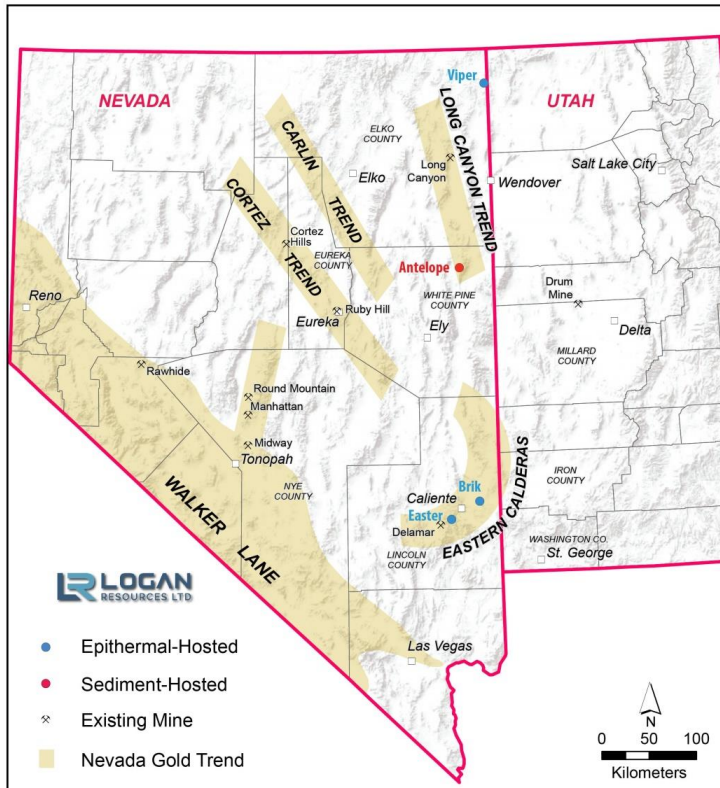 Viper
NEVADA
UTAH
ELKO
COUNTY
CARLIN
TREND
LONG CANYON TREND
Long
Canyon
Elko
Salt Lake City
Wendover
CORTEZ
TREND
Cortez
Hills
EUREKA
COUNTY
Antelope
WHITE PINE
COUNTY
Drum
Mine
Reno
Ruby Hill
Eureka
Ely
Delta
MILLARD
COUNTY
Rawhide
Round Mountain
Manhattan
Midway
Tonopah
NYE
COUNTY
WALKER LANE
Brik
Caliente
Easter
Delamar
EASTERN CALDERAS
LINCOLN
COUNTY
IRON
COUNTY
WASHINGTON CO.
St. George
Las Vegas
LR LOGAN
RESOURCES LTD
Epithermal-Hosted
Sediment-Hosted
Existing Mine
Nevada Gold Trend
N
0 50 100
Kilometers